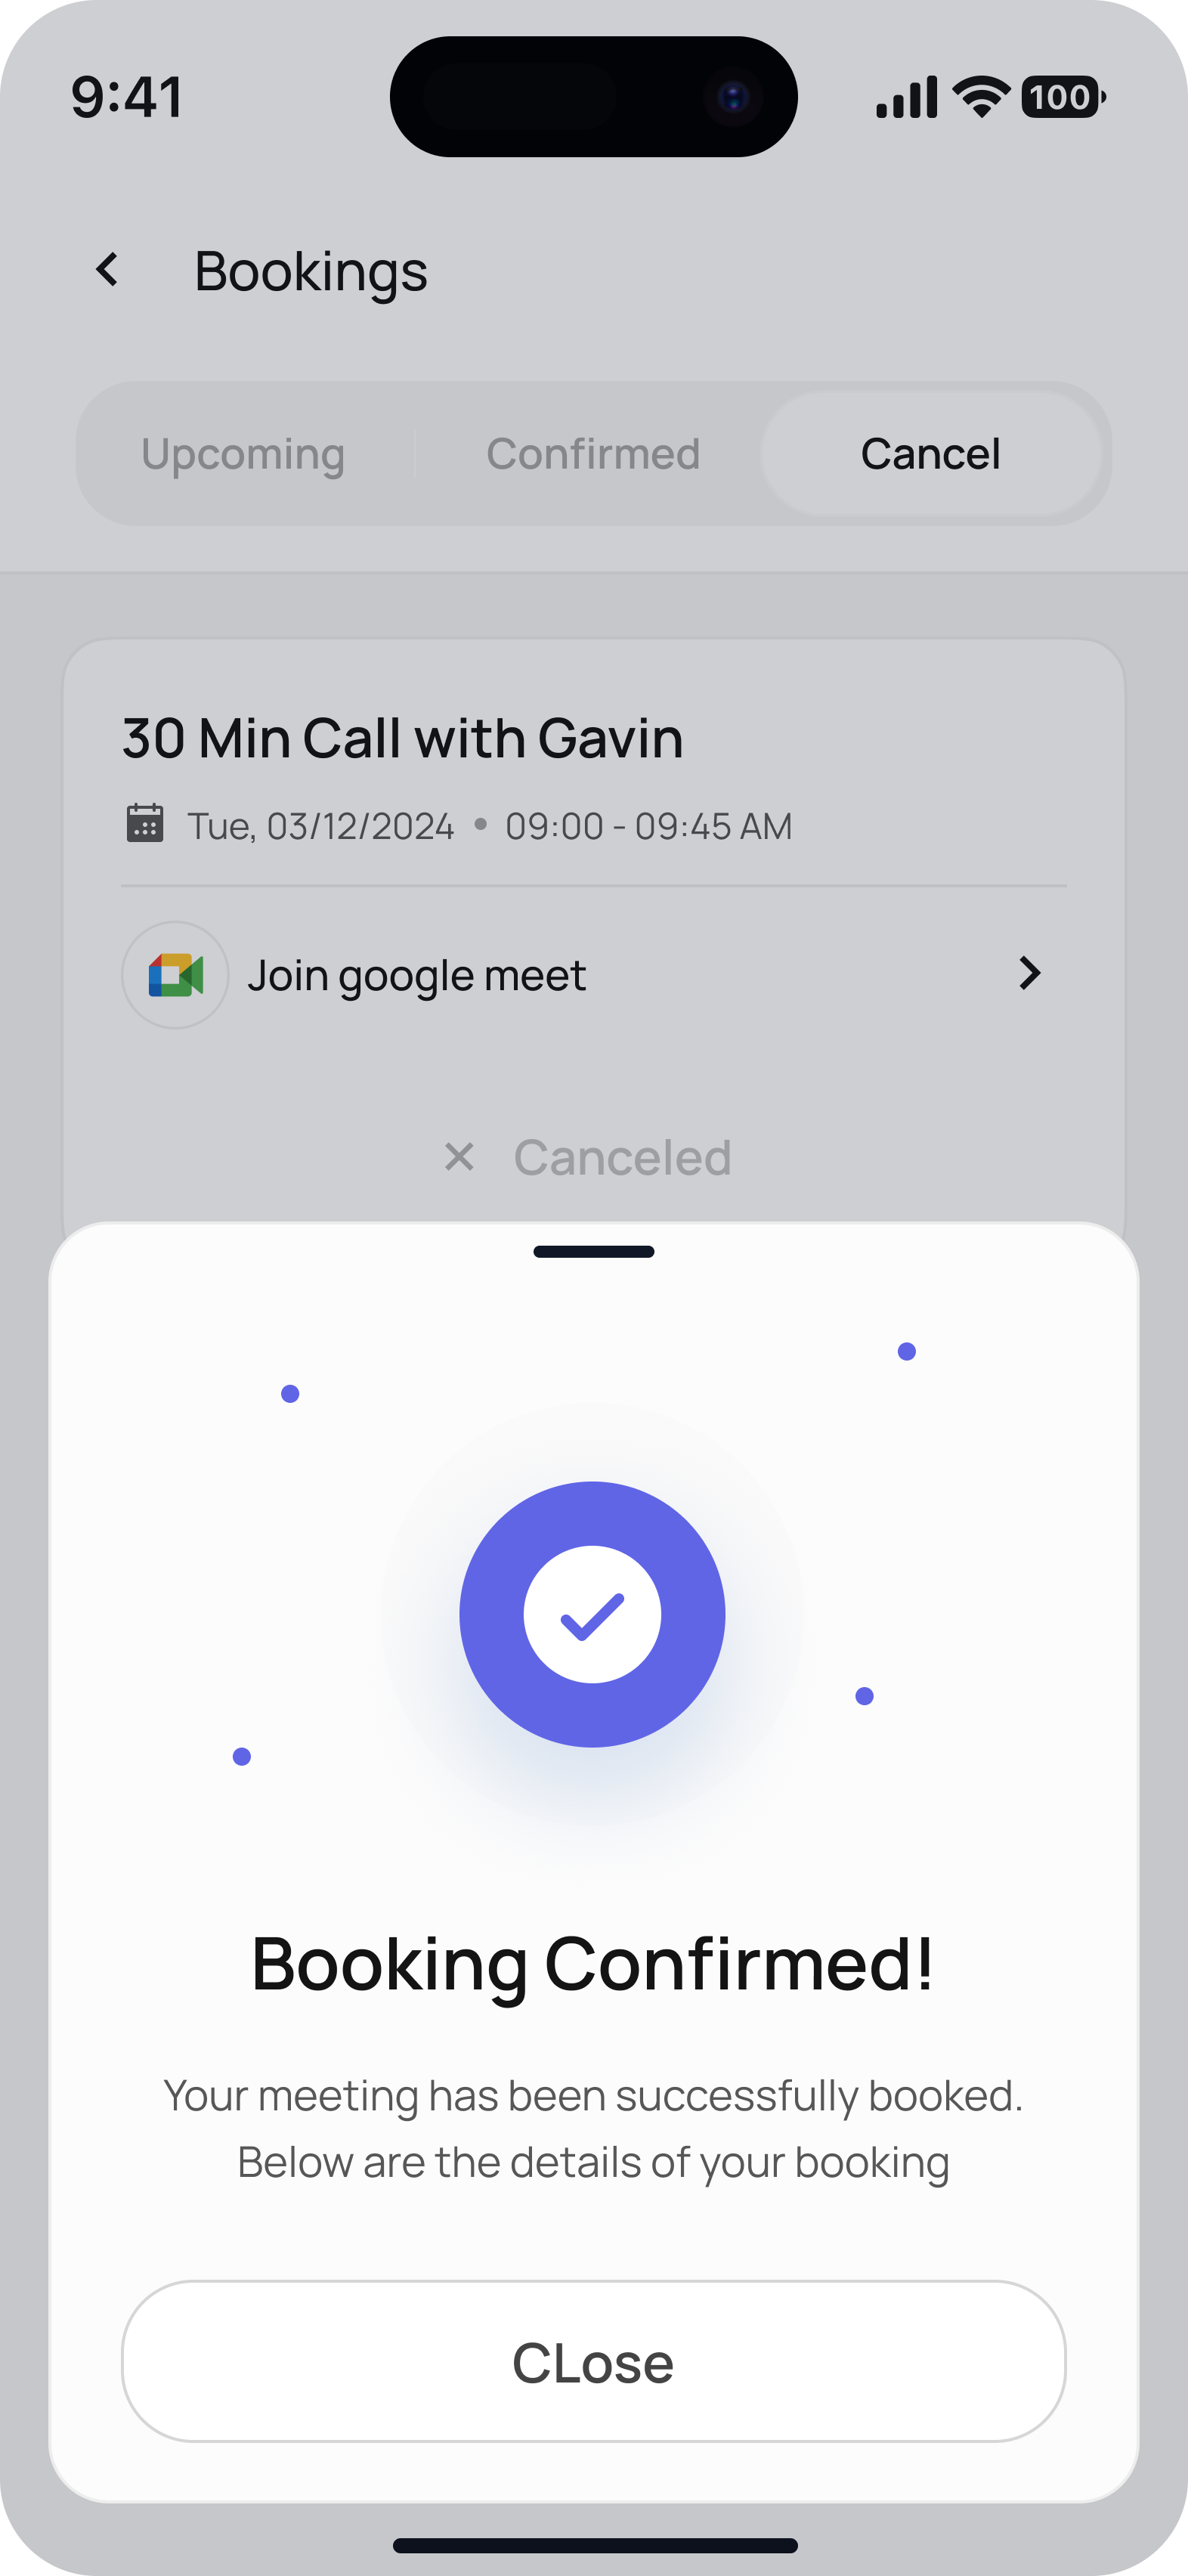 9:41
100
Bookings
Upcoming Confirmed Cancel
30 Min Call with Gavin
Tue, 03/12/2024 • 09:00 - 09:45 AM
Join google meet
Canceled
Booking Confirmed!
Your meeting has been successfully booked.
Below are the details of your booking
CLose